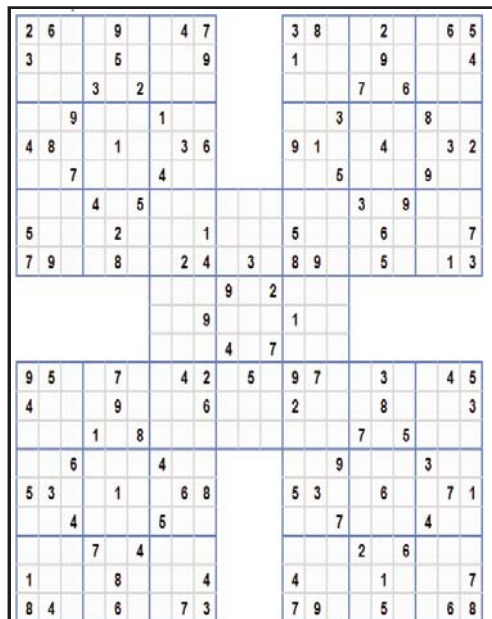 2 6 9 4 7 3 8 2 6 5
3 5 9 1 9 4
3 2 7 6
9 1 3 8
4 8 1 3 6 9 1 4 3 2
7 4 5 9
4 5 3 9
5 2 1 5 6 7
7 9 8 2 4 3 8 9 5 1 3
9 2
9 1
4 7
9 5 7 4 2 5 9 7 3 4 5
4 9 6 2 8 3
1 8 7 5
6 4 9 3
5 3 1 6 8 5 3 6 7 1
4 5 7 4
7 4 2 6
1 8 4 4 1 7
8 4 6 7 3 7 9 5 6 8